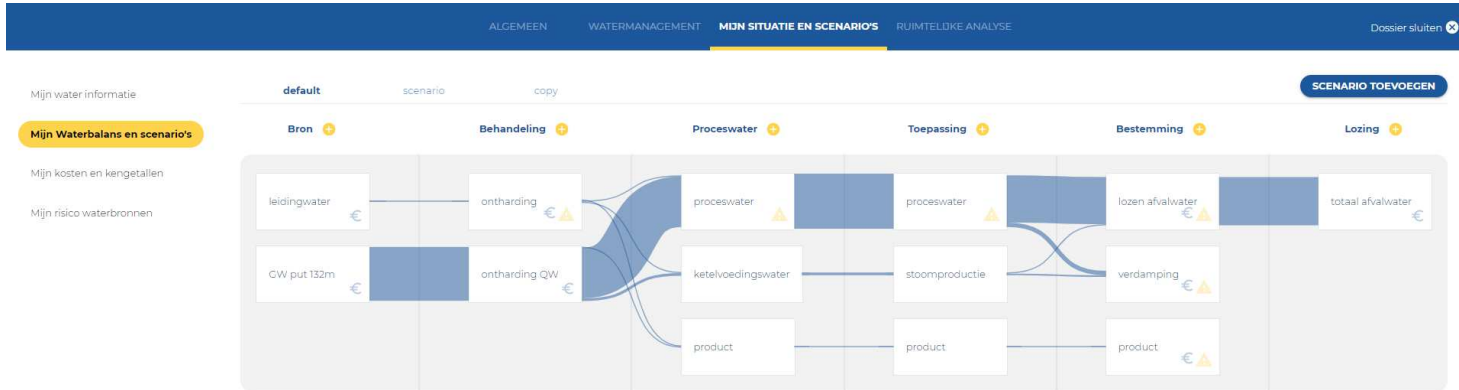 ALGEMEEN WATERMANAGEMENT MIJN SITUATIE EN SCENARIO'S RUIMTELIJKE ANALYSE Dossier sluiten
Mijn water informatie
Mijn Waterbalans en scenario's
Mijn kosten en kengetallen
Mijn risico waterbronnen
default scenario copy SCENARIO TOEVOEGEN
Bron Behandeling Proceswater Toepassing Bestemming Lozing
leidingwater € ontharding € proceswater proceswater lozen afvalwater € totaal afvalwater €
GW put 132m € ontharding QW € ketelvoedingswater stoomproductie verdamping €
product product product €